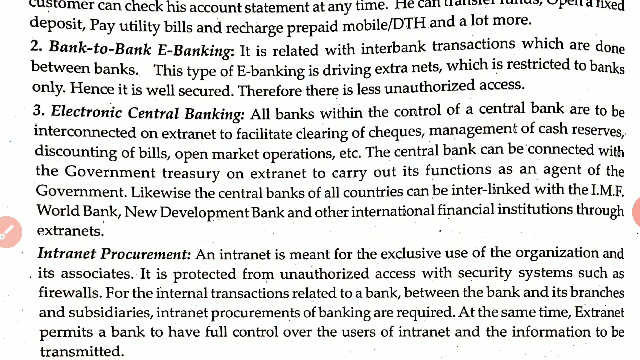 customer can check his account statement at any time. He can transfer funds, Open a fixed
deposit, Pay utility bills and recharge prepaid mobile/DTH and a lot more.
2. Bank-to-Bank E-Banking: It is related with interbank transactions which are done
between banks. This type of E-banking is driving extra nets, which is restricted to banks
only. Hence it is well secured. Therefore there is less unauthorized access.
3. Electronic Central Banking: All banks within the control of a central bank are to be
interconnected on extranet to facilitate clearing of cheques, management of cash reserves,
discounting of bills, open market operations, etc. The central bank can be connected with
the Government treasury on extranet to carry out its functions as an agent of the
Government. Likewise the central banks of all countries can be inter-linked with the I.M.F.
World Bank, New Development Bank and other international financial institutions through
extranets.
Intranet Procurement: An intranet is meant for the exclusive use of the organization and
its associates. It is protected from unauthorized access with security systems such as
firewalls. For the internal transactions related to a bank, between the bank and its branches
and subsidiaries, intranet procurements of banking are required. At the same time, Extranet
permits a bank to have full control over the users of intranet and the information to be
transmitted.